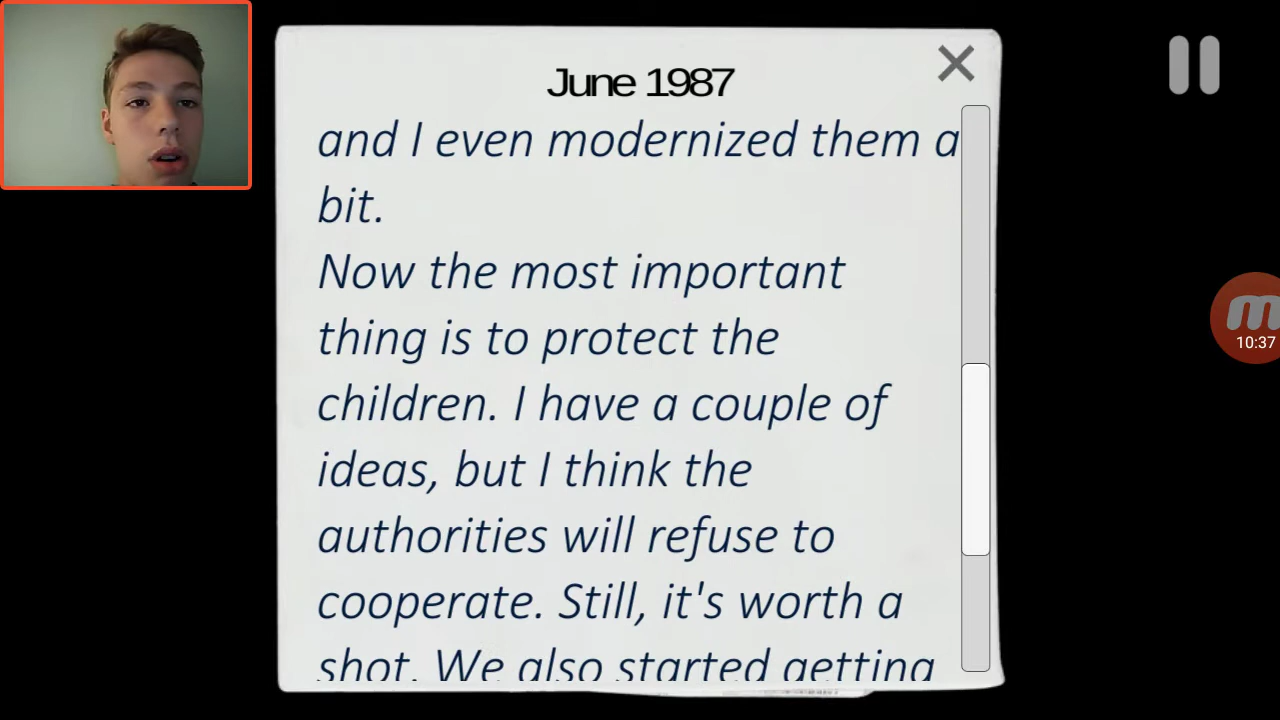 June 1987
and I even modernized them a
bit.
Now the most important
thing is to protect the
children. I have a couple of
ideas, but I think the
authorities will refuse to
cooperate. Still, it's worth a
shot. We also started getting
10:37